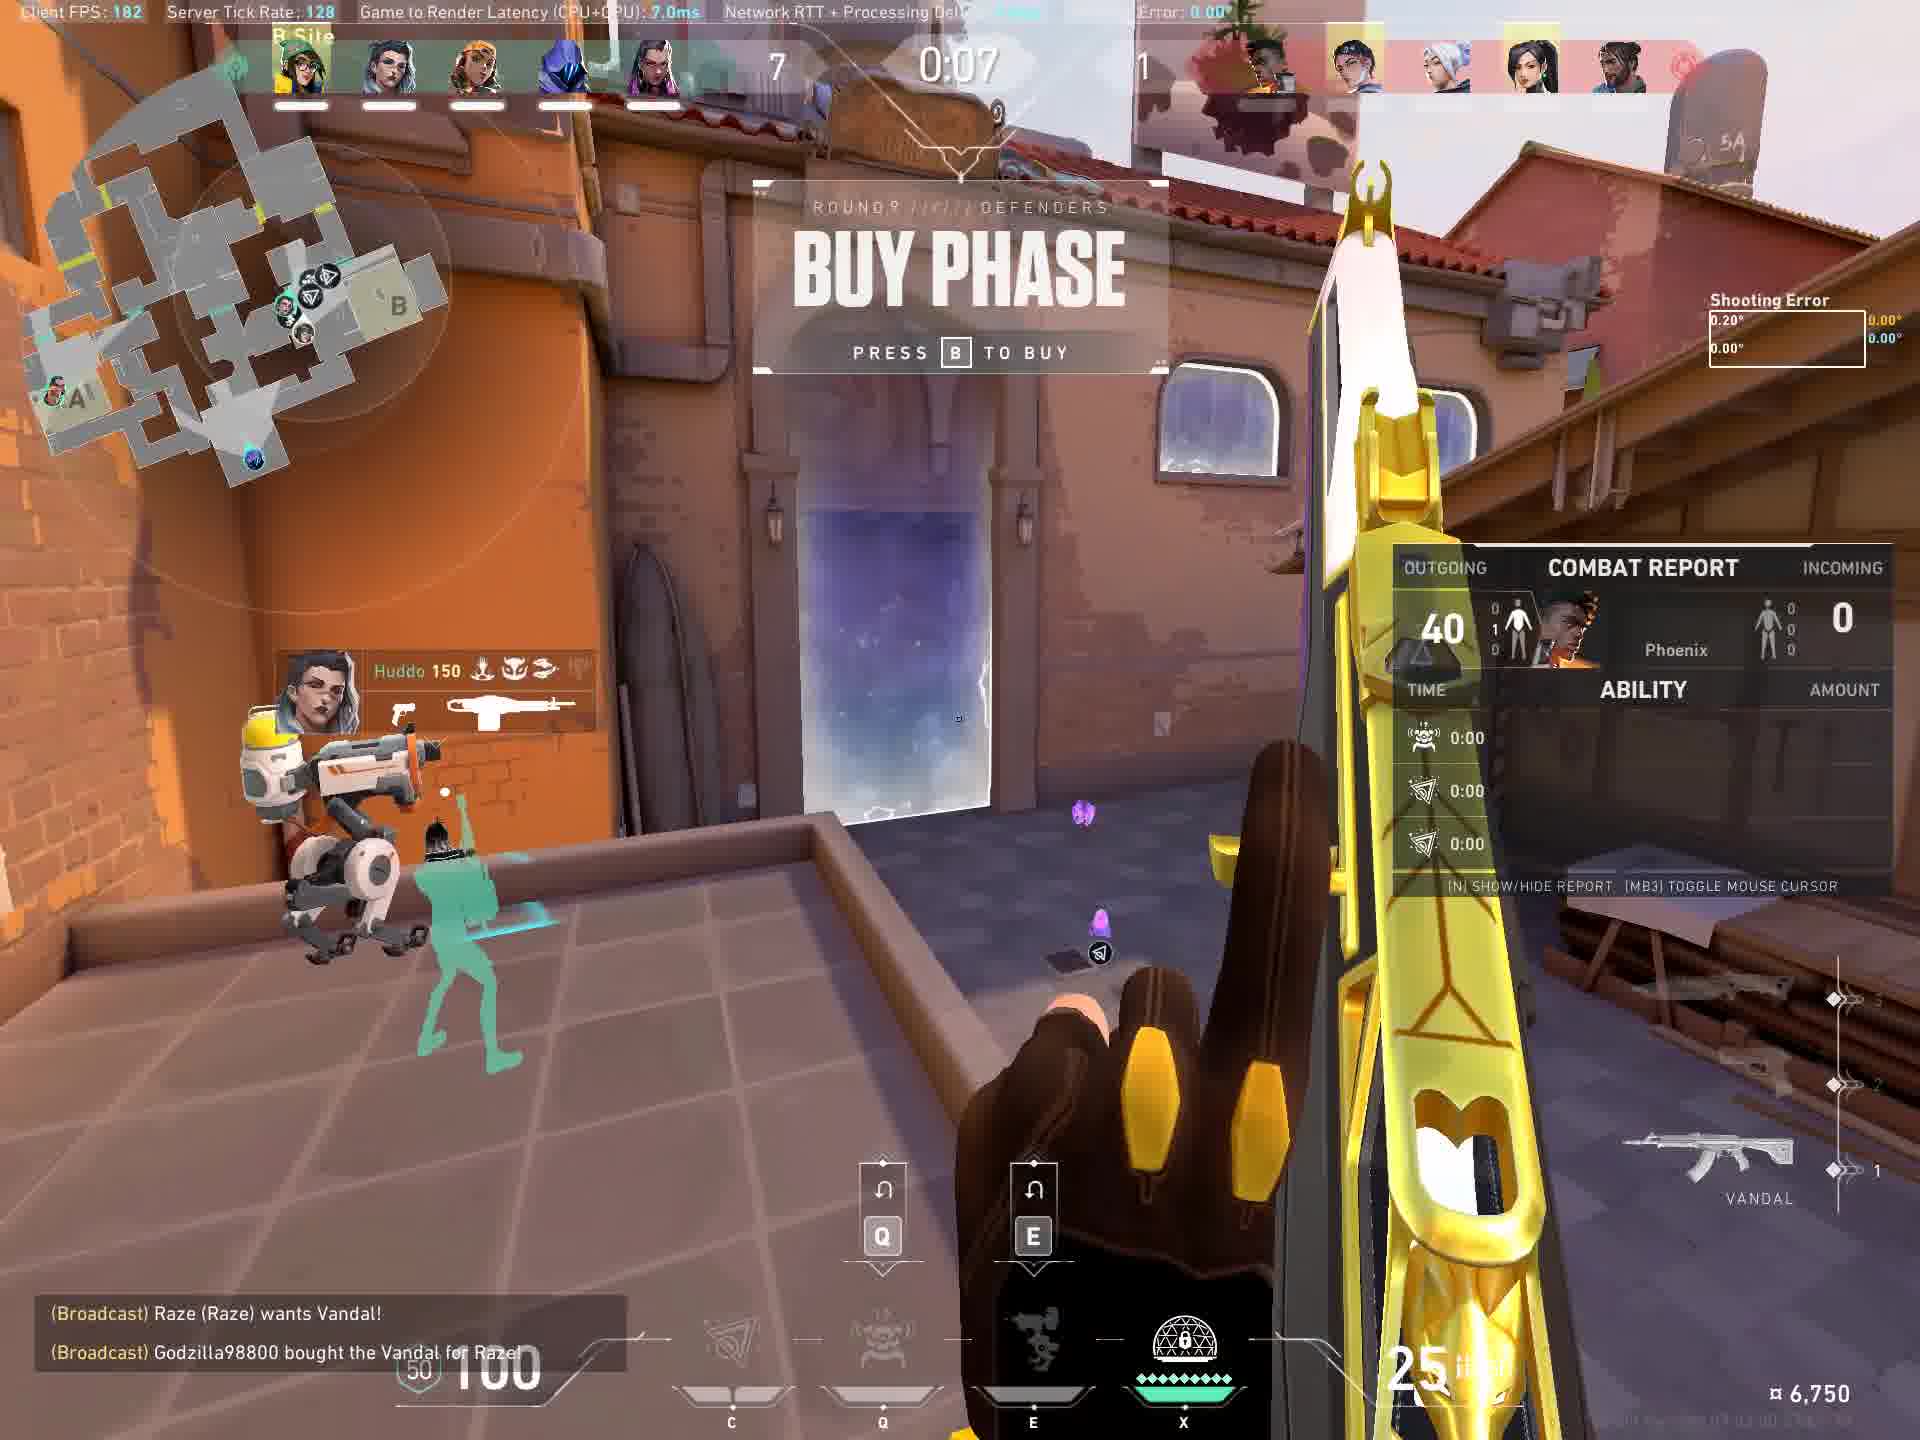 Client FPS: 182 Server Tick Rate: 128 Game to Render Latency (CPU+GPU): 7.0ms Network RTT + Processing
Error: 0.00°
B Site
7 0:07 1
5A
ROUND 9 ////// DEFENDERS
BUY PHASE
PRESS B TO BUY
B
A
Shooting Error
0.20° 0.00°
0.00° 0.00°
OUTGOING COMBAT REPORT INCOMING
40 0 1 0 Phoenix 0 0 0 0
TIME ABILITY AMOUNT
0:00
0:00
0:00
[N] SHOW/HIDE REPORT [MB3] TOGGLE MOUSE CURSOR
Huddo 150
3
2
1
VANDAL
Q E
(Broadcast) Raze (Raze) wants Vandal!
(Broadcast) Godzilla98800 bought the Vandal for Raze!
50 100
25
¤ 6,750
C Q E X